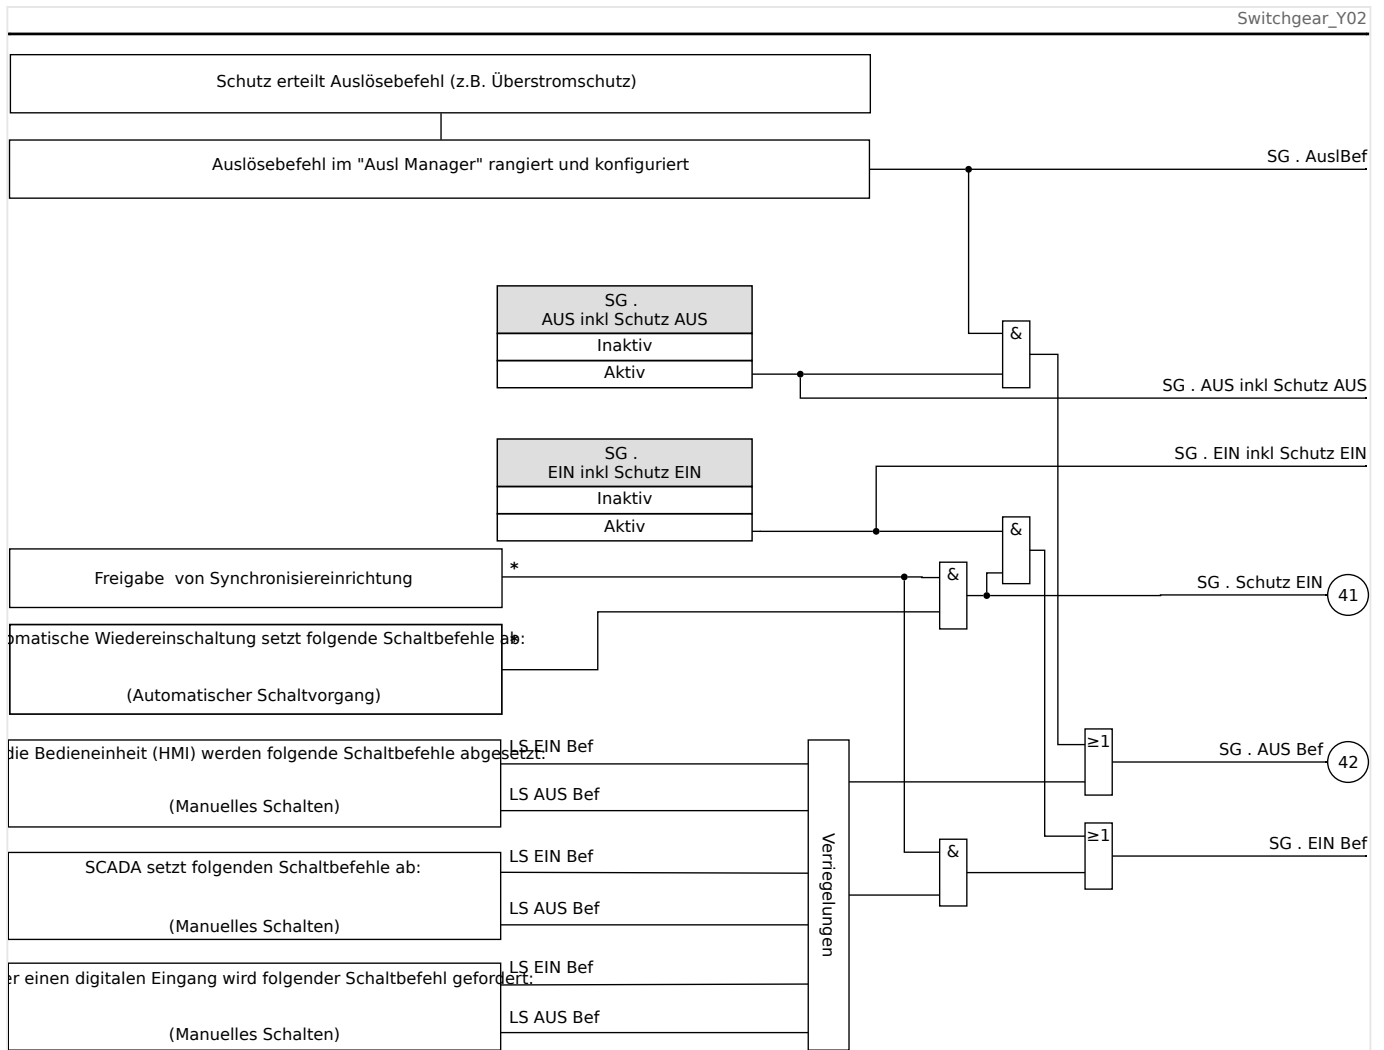 Switchgear_Y02
Schutz erteilt Auslösebefehl (z.B. Überstromschutz)
Auslösebefehl im "Ausl Manager" rangiert und konfiguriert
SG . AuslBef
SG .
AUS inkl Schutz AUS
Inaktiv
Aktiv
&
SG . AUS inkl Schutz AUS
SG .
EIN inkl Schutz EIN
Inaktiv
Aktiv
SG . EIN inkl Schutz EIN
&
Freigabe von Synchronisiereinrichtung
*
&
SG . Schutz EIN
41
omatische Wiedereinschaltung setzt folgende Schaltbefehle ab:
*
(Automatischer Schaltvorgang)
die Bedieneinheit (HMI) werden folgende Schaltbefehle abgesetzt:
(Manuelles Schalten)
LS EIN Bef
LS AUS Bef
≥1
SG . AUS Bef
42
SCADA setzt folgenden Schaltbefehle ab:
(Manuelles Schalten)
LS EIN Bef
LS AUS Bef
Verriegelungen
&
≥1
SG . EIN Bef
er einen digitalen Eingang wird folgender Schaltbefehl gefordert:
(Manuelles Schalten)
LS EIN Bef
LS AUS Bef